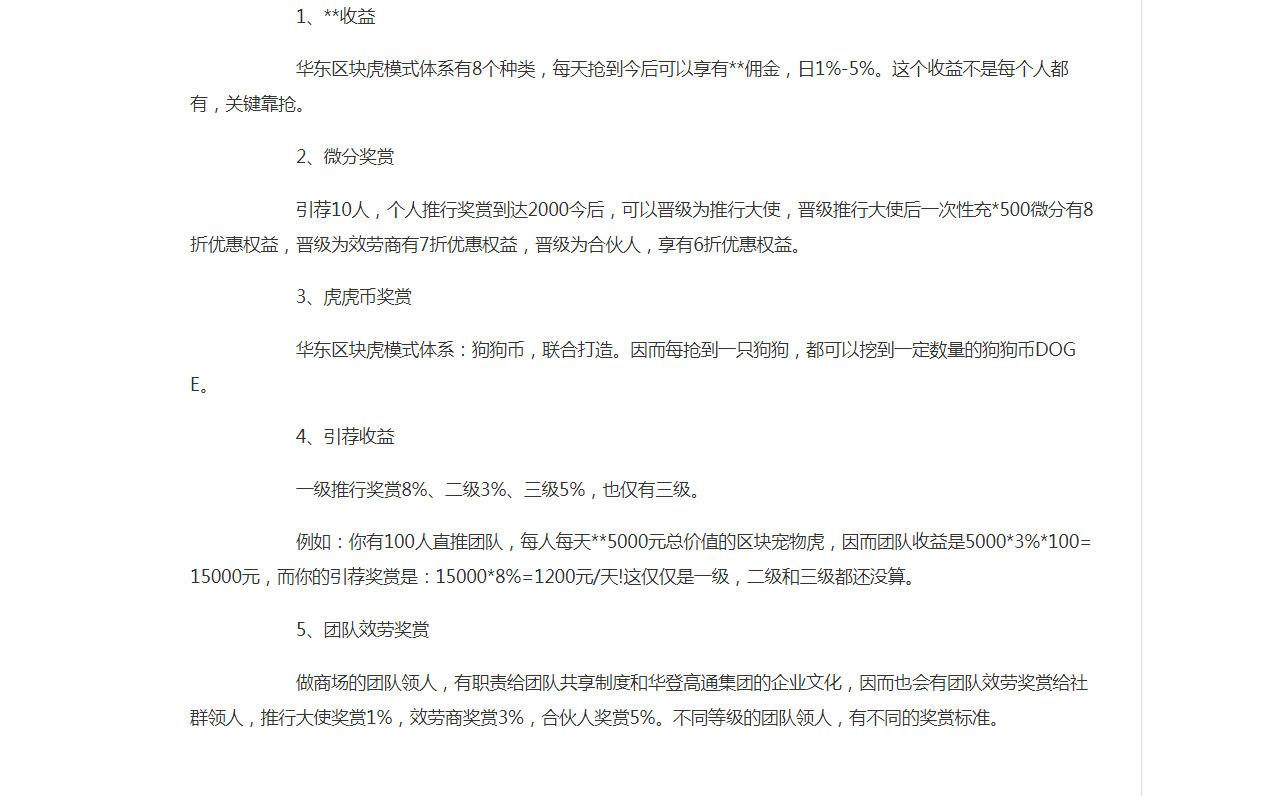 1、**收益
华东区块虎模式体系有8个种类，每天抢到今后可以享有**佣金，日1%-5%。这个收益不是每个人都
有，关键靠抢。
2、微分奖赏
引荐10人，个人推行奖赏到达2000今后，可以晋级为推行大使，晋级推行大使后一次性充*500微分有8
折优惠权益，晋级为效劳商有7折优惠权益，晋级为合伙人，享有6折优惠权益。
3、虎虎币奖赏
华东区块虎模式体系：狗狗币，联合打造。因而每抢到一只狗狗，都可以挖到一定数量的狗狗币DOG
E。
4、引荐收益
一级推行奖赏8%、二级3%、三级5%，也仅有三级。
例如：你有100人直推团队，每人每天**5000元总价值的区块宠物虎，因而团队收益是5000*3%*100=
15000元，而你的引荐奖赏是：15000*8%=1200元/天!这仅仅是一级，二级和三级都还没算。
5、团队效劳奖赏
做商场的团队领人，有职责给团队共享制度和华登高通集团的企业文化，因而也会有团队效劳奖赏给社
群领人，推行大使奖赏1%，效劳商奖赏3%，合伙人奖赏5%。不同等级的团队领人，有不同的奖赏标准。